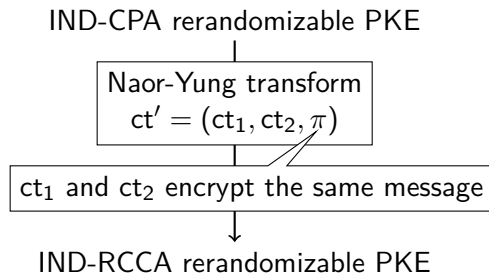 IND-CPA rerandomizable PKE
Naor-Yung transform
ct′ = (ct₁, ct₂, π)
ct₁ and ct₂ encrypt the same message
IND-RCCA rerandomizable PKE